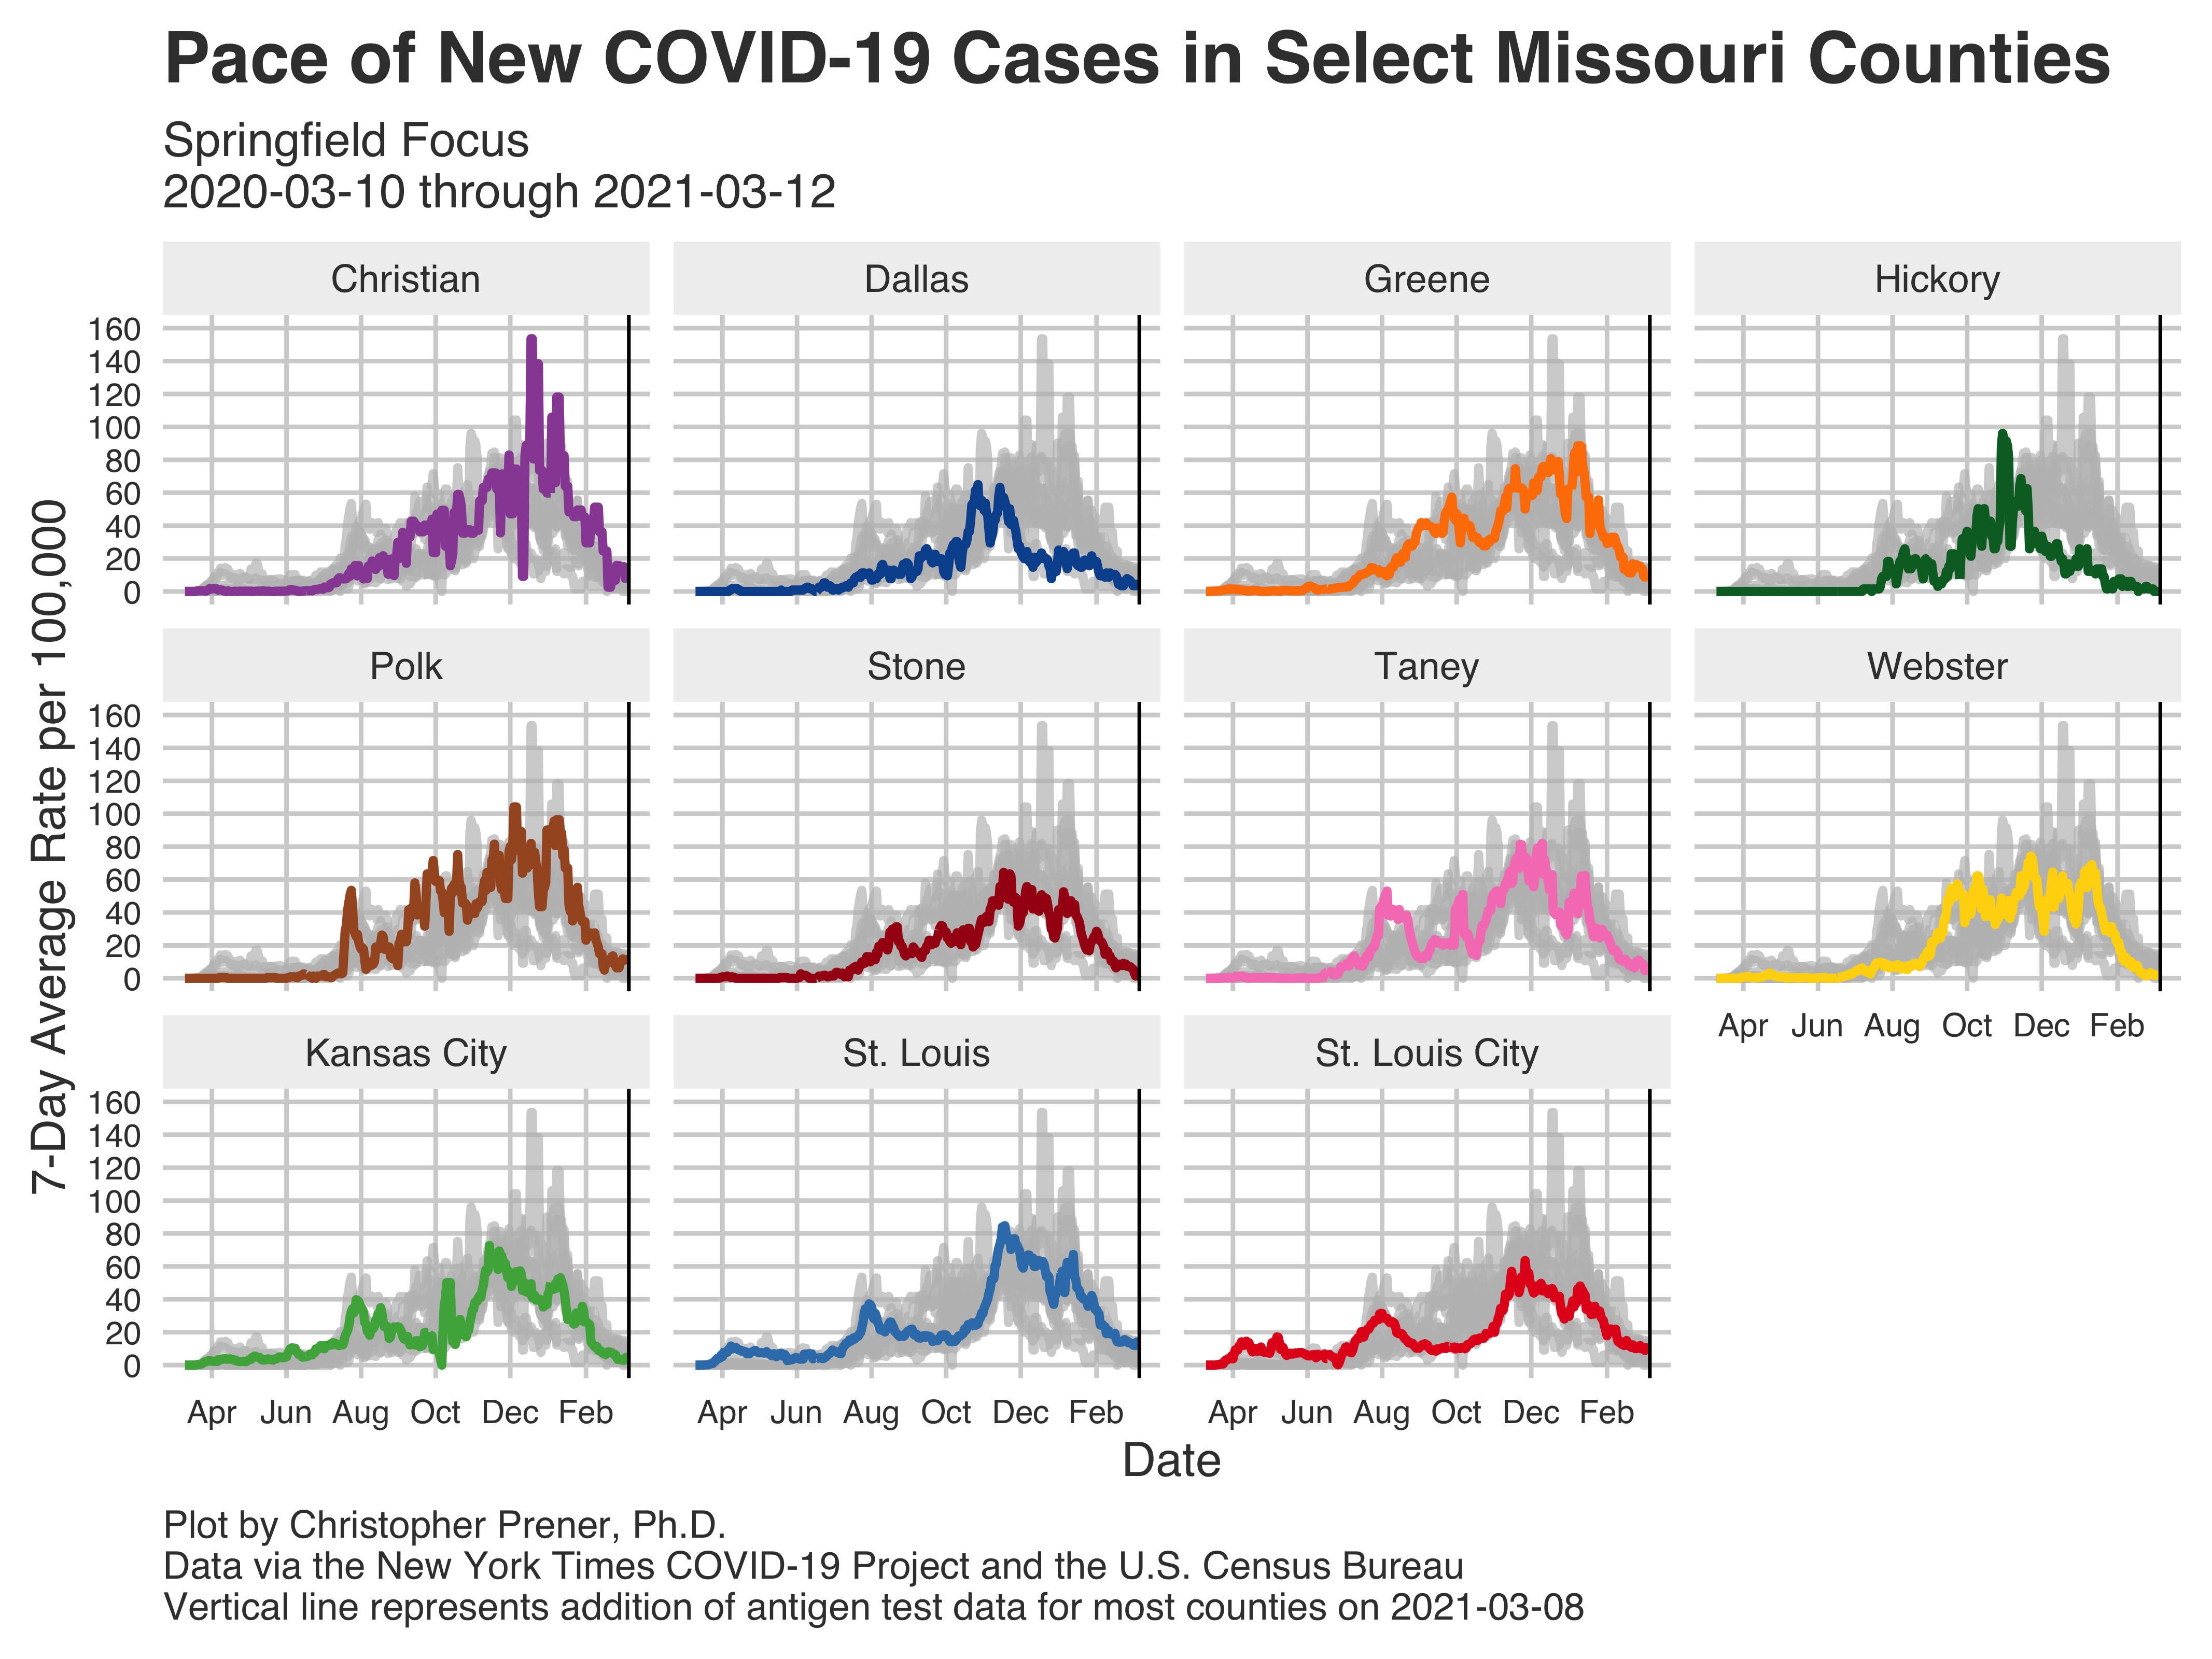 Pace of New COVID-19 Cases in Select Missouri Counties
Springfield Focus
2020-03-10 through 2021-03-12
7-Day Average Rate per 100,000
Christian
Dallas
Greene
Hickory
160
140
120
100
80
60
40
20
0
Polk
Stone
Taney
Webster
160
140
120
100
80
60
40
20
0
Apr Jun Aug Oct Dec Feb
Kansas City
St. Louis
St. Louis City
160
140
120
100
80
60
40
20
0
Apr Jun Aug Oct Dec Feb
Apr Jun Aug Oct Dec Feb
Apr Jun Aug Oct Dec Feb
Date
Plot by Christopher Prener, Ph.D.
Data via the New York Times COVID-19 Project and the U.S. Census Bureau
Vertical line represents addition of antigen test data for most counties on 2021-03-08